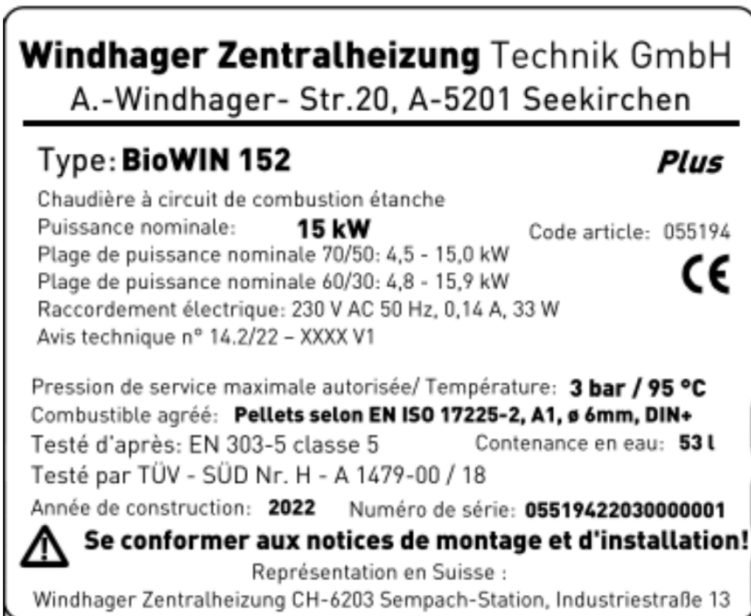 Windhager Zentralheizung Technik GmbH
A.-Windhager- Str.20, A-5201 Seekirchen
Type: BioWIN 152 Plus
Chaudière à circuit de combustion étanche
Puissance nominale: 15 kW Code article: 055194
Plage de puissance nominale 70/50: 4,5 - 15,0 kW
Plage de puissance nominale 60/30: 4,8 - 15,9 kW CE
Raccordement électrique: 230 V AC 50 Hz, 0,14 A, 33 W
Avis technique n° 14.2/22 – XXXX V1
Pression de service maximale autorisée/ Température: 3 bar / 95 °C
Combustible agréé: Pellets selon EN ISO 17225-2, A1, ø 6mm, DIN+
Testé d'après: EN 303-5 classe 5 Contenance en eau: 53 l
Testé par TÜV - SÜD Nr. H - A 1479-00 / 18
Année de construction: 2022 Numéro de série: 05519422030000001
Se conformer aux notices de montage et d'installation!
Représentation en Suisse :
Windhager Zentralheizung CH-6203 Sempach-Station, Industriestraße 13